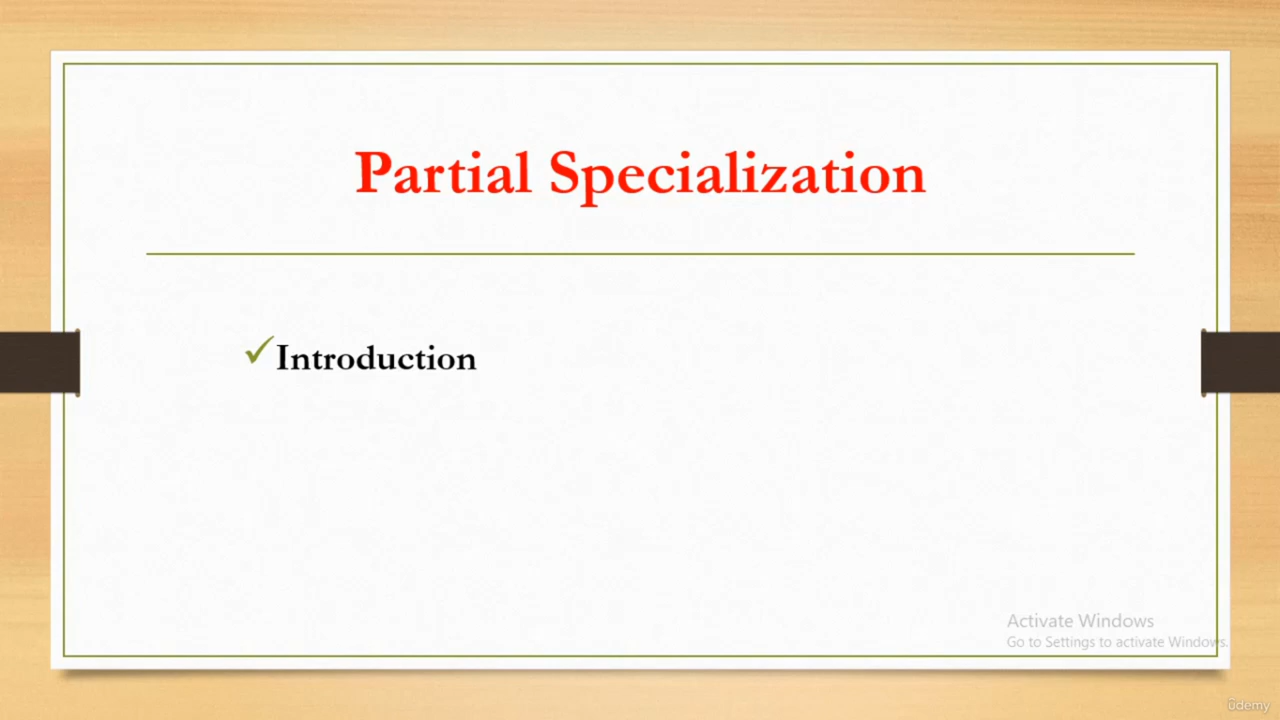 Partial Specialization
Introduction
Activate Windows
Go to Settings to activate Windows.
ûdemy